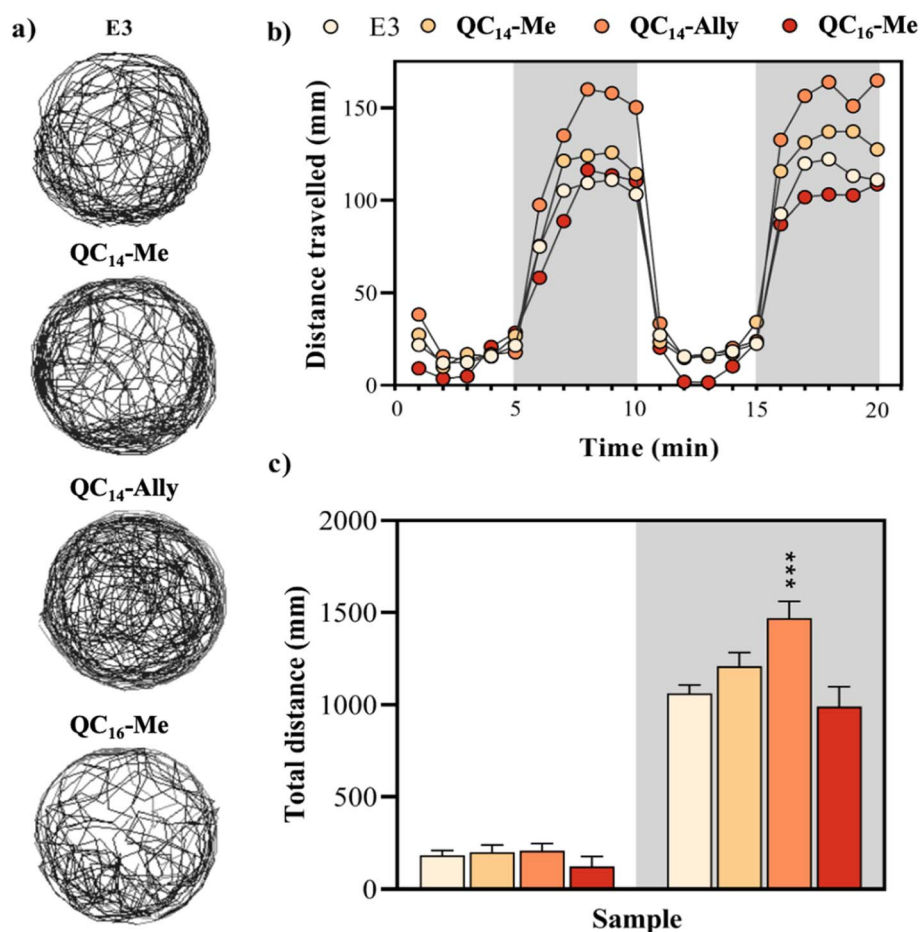 a)
E3
QC₁₄-Me
QC₁₄-Ally
QC₁₆-Me
b)
E3 QC₁₄-Me QC₁₄-Ally QC₁₆-Me
150
100
50
0
Distance travelled (mm)
0 5 10 15 20
Time (min)
c)
2000
1500
1000
500
0
Total distance (mm)
***
Sample